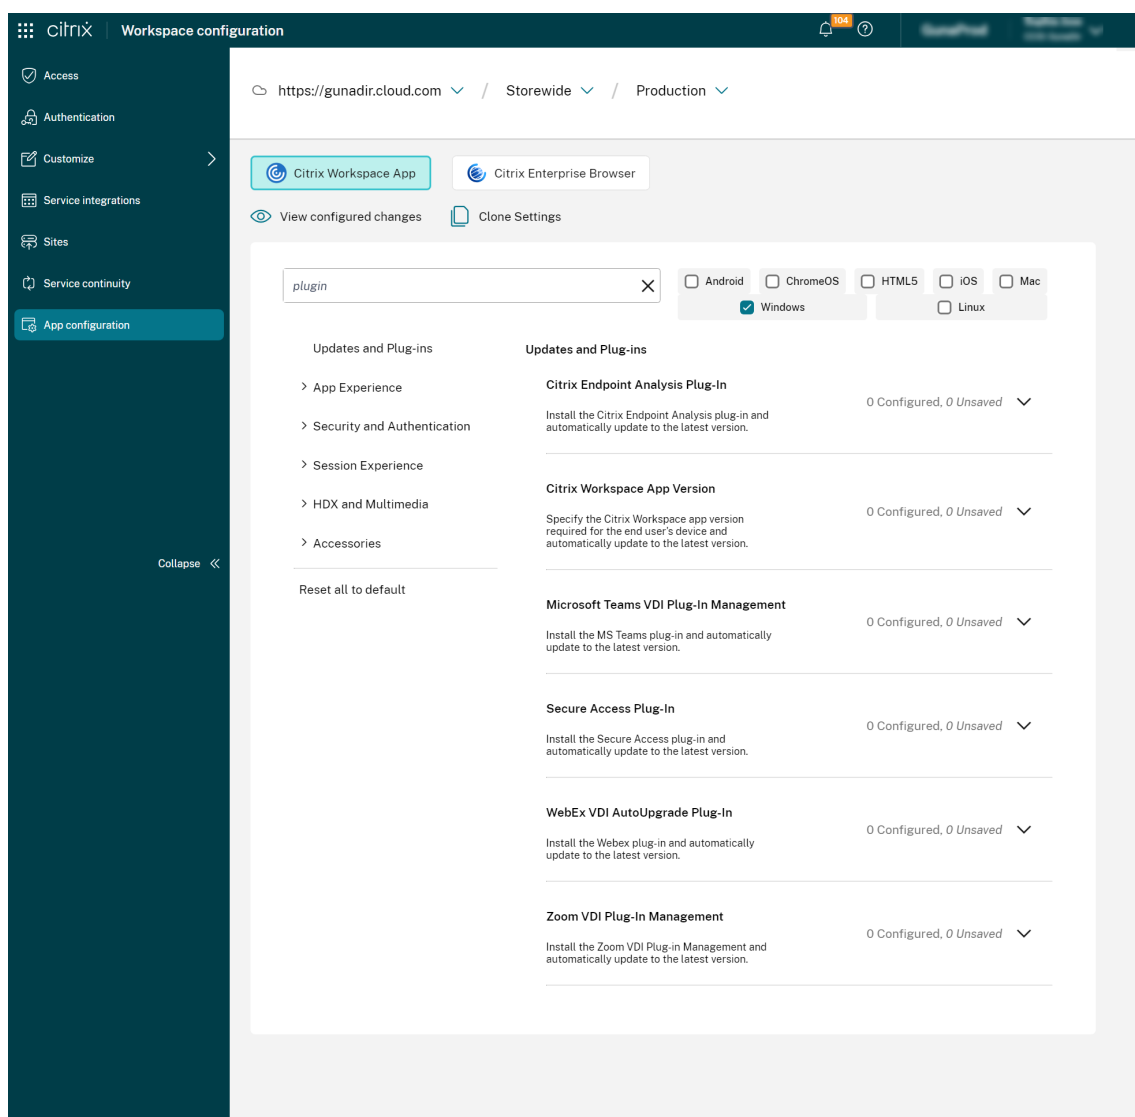 citrix Workspace configuration 104
Access
Authentication
Customize
Service integrations
Sites
Service continuity
App configuration
Collapse
https://gunadir.cloud.com / Storewide / Production
Citrix Workspace App Citrix Enterprise Browser
View configured changes Clone Settings
plugin
Android ChromeOS HTML5 iOS Mac
Windows Linux
Updates and Plug-ins
App Experience
Security and Authentication
Session Experience
HDX and Multimedia
Accessories
Reset all to default
Updates and Plug-ins
Citrix Endpoint Analysis Plug-In
Install the Citrix Endpoint Analysis plug-in and
automatically update to the latest version.
0 Configured, 0 Unsaved
Citrix Workspace App Version
Specify the Citrix Workspace app version
required for the end user's device and
automatically update to the latest version.
0 Configured, 0 Unsaved
Microsoft Teams VDI Plug-In Management
Install the MS Teams plug-in and automatically
update to the latest version.
0 Configured, 0 Unsaved
Secure Access Plug-In
Install the Secure Access plug-in and
automatically update to the latest version.
0 Configured, 0 Unsaved
WebEx VDI AutoUpgrade Plug-In
Install the Webex plug-in and automatically
update to the latest version.
0 Configured, 0 Unsaved
Zoom VDI Plug-In Management
Install the Zoom VDI Plug-in Management and
automatically update to the latest version.
0 Configured, 0 Unsaved